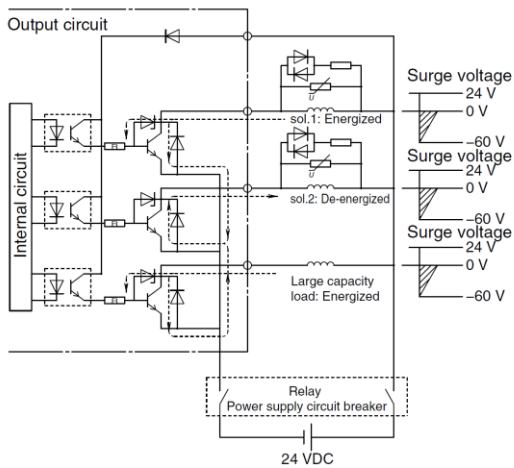 Output circuit
Internal circuit
Surge voltage
24 V
0 V
−60 V
U
sol.1: Energized
Surge voltage
24 V
0 V
−60 V
U
sol.2: De-energized
Surge voltage
24 V
0 V
−60 V
Large capacity
load: Energized
Relay
Power supply circuit breaker
24 VDC